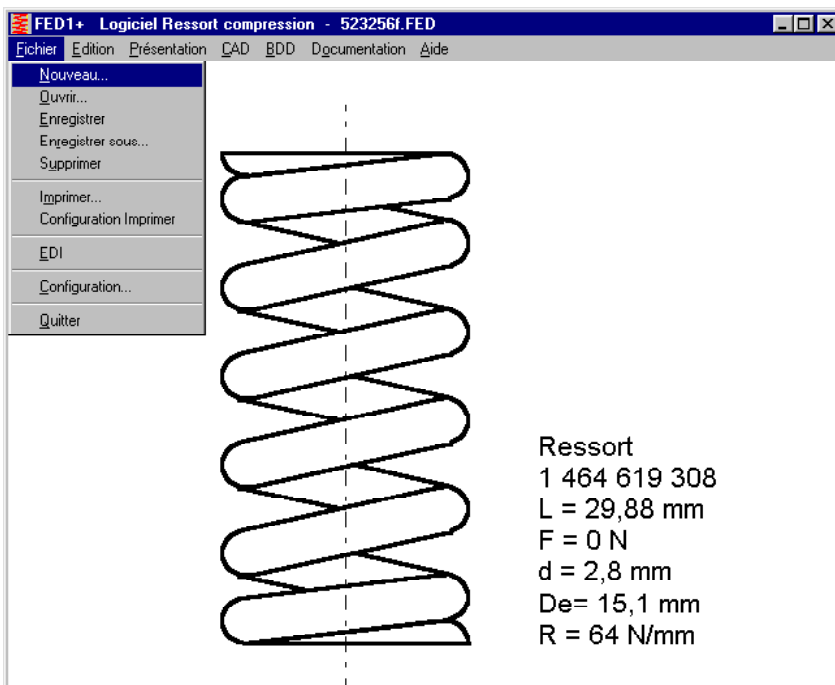 FED1+ Logiciel Ressort compression - 523256f.FED
Fichier Edition Présentation CAD BDD Documentation Aide
Nouveau...
Ouvrir...
Enregistrer
Enregistrer sous...
Supprimer
Imprimer...
Configuration Imprimer
EDI
Configuration...
Quitter
Ressort
1 464 619 308
L = 29,88 mm
F = 0 N
d = 2,8 mm
De= 15,1 mm
R = 64 N/mm